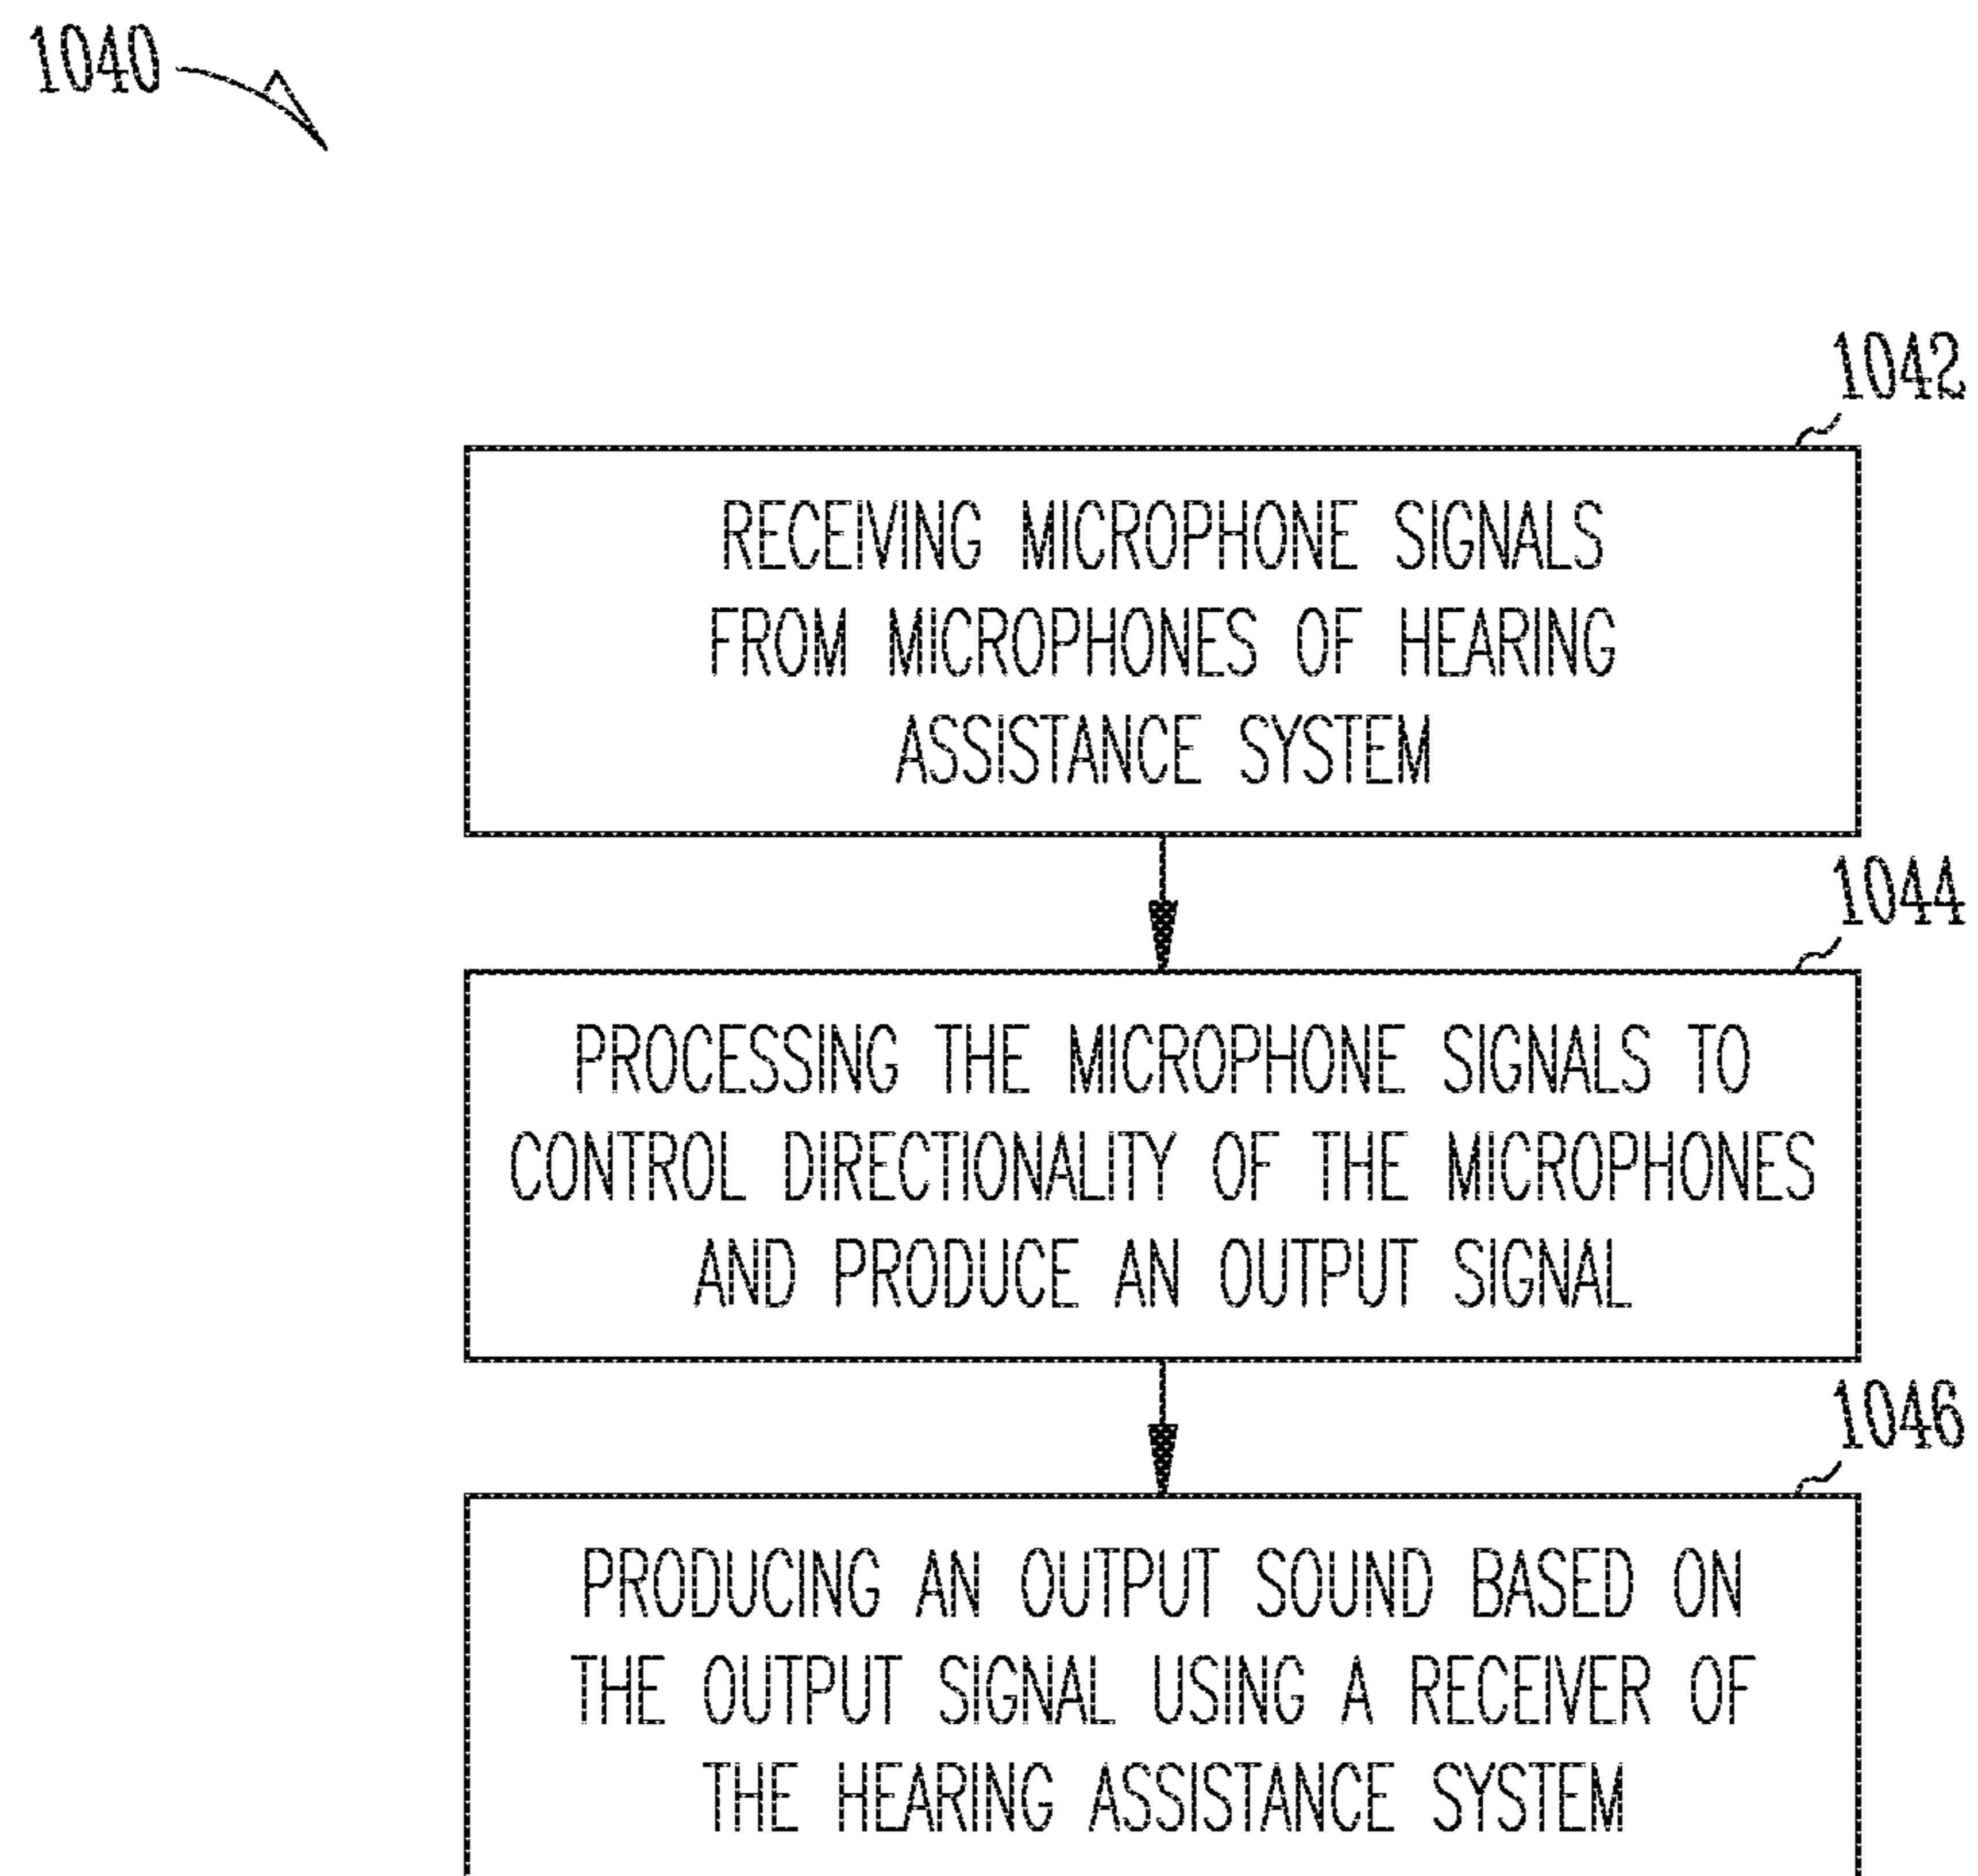 1040
1042
RECEIVING MICROPHONE SIGNALS
FROM MICROPHONES OF HEARING
ASSISTANCE SYSTEM
1044
PROCESSING THE MICROPHONE SIGNALS TO
CONTROL DIRECTIONALITY OF THE MICROPHONES
AND PRODUCE AN OUTPUT SIGNAL
1046
PRODUCING AN OUTPUT SOUND BASED ON
THE OUTPUT SIGNAL USING A RECEIVER OF
THE HEARING ASSISTANCE SYSTEM